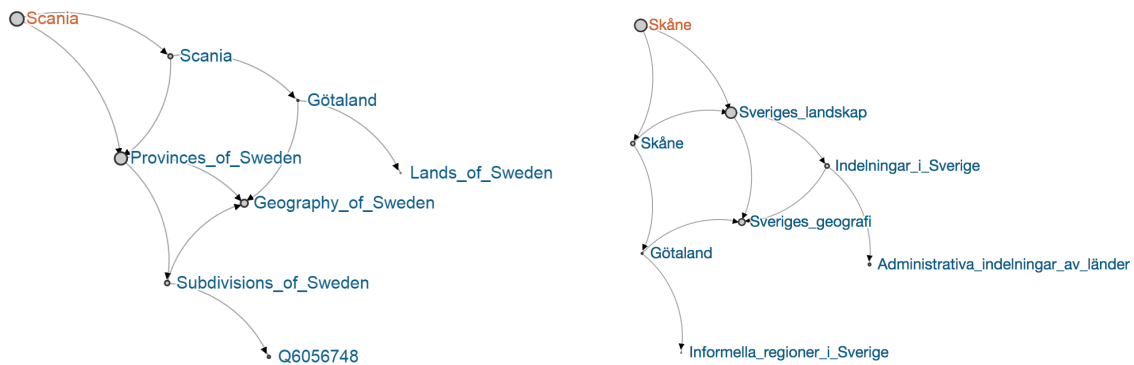 Scania
Scania
Götaland
Provinces_of_Sweden
Lands_of_Sweden
Geography_of_Sweden
Subdivisions_of_Sweden
Q6056748
Skåne
Sveriges_landskap
Skåne
Indelningar_i_Sverige
Sveriges_geografi
Götaland
Administrativa_indelningar_av_länder
Informella_regioner_i_Sverige